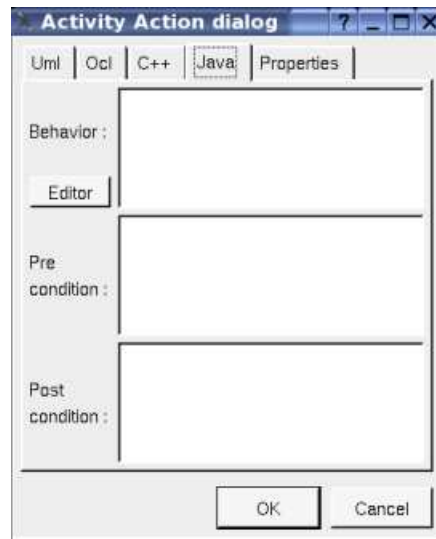 Activity Action dialog ? _
Uml Ocl C++ Java Properties
Behavior :
Editor
Pre
condition :
Post
condition :
OK Cancel